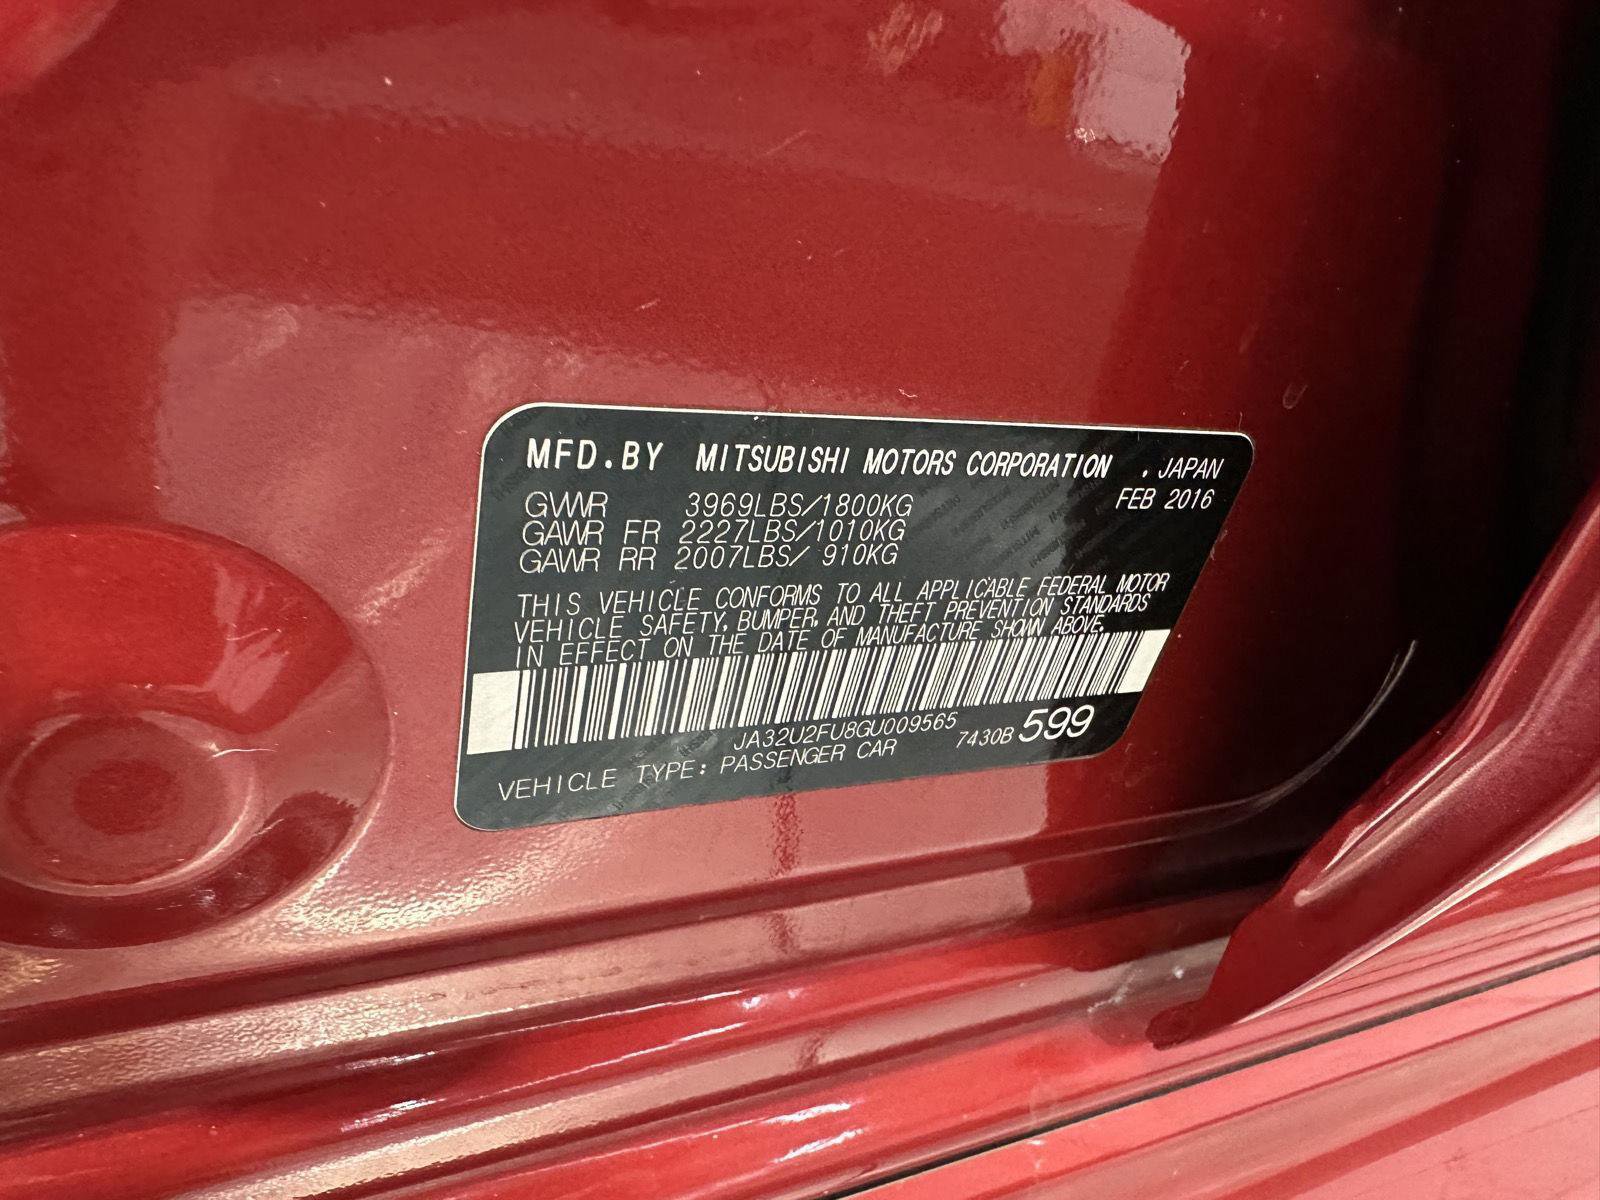 MFD.BY MITSUBISHI MOTORS CORPORATION , JAPAN
FEB 2016
GVWR 3969LBS/1800KG
GAWR FR 2227LBS/1010KG
GAWR RR 2007LBS/ 910KG
THIS VEHICLE CONFORMS TO ALL APPLICABLE FEDERAL MOTOR
VEHICLE SAFETY, BUMPER, AND THEFT PREVENTION STANDARDS
IN EFFECT ON THE DATE OF MANUFACTURE SHOWN ABOVE.
JA32U2FU8GU009565
7430B 599
VEHICLE TYPE: PASSENGER CAR